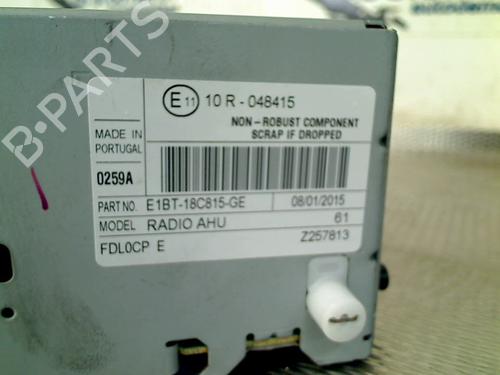 B-PARTS
E 11 10 R - 048415
NON-ROBUST COMPONENT
SCRAP IF DROPPED
MADE IN
PORTUGAL
0259A
PART NO. E1BT-18C815-GE 08/01/2015
MODEL RADIO AHU 61
FDL0CP E Z257813